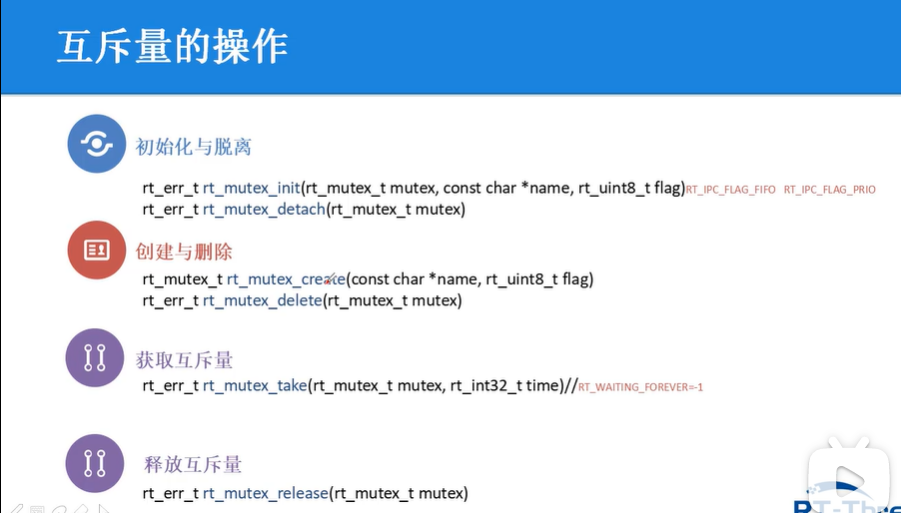 互斥量的操作
初始化与脱离
rt_err_t rt_mutex_init(rt_mutex_t mutex, const char *name, rt_uint8_t flag)RT_IPC_FLAG_FIFO RT_IPC_FLAG_PRIO
rt_err_t rt_mutex_detach(rt_mutex_t mutex)
创建与删除
rt_mutex_t rt_mutex_create(const char *name, rt_uint8_t flag)
rt_err_t rt_mutex_delete(rt_mutex_t mutex)
获取互斥量
rt_err_t rt_mutex_take(rt_mutex_t mutex, rt_int32_t time)//RT_WAITING_FOREVER=-1
释放互斥量
rt_err_t rt_mutex_release(rt_mutex_t mutex)